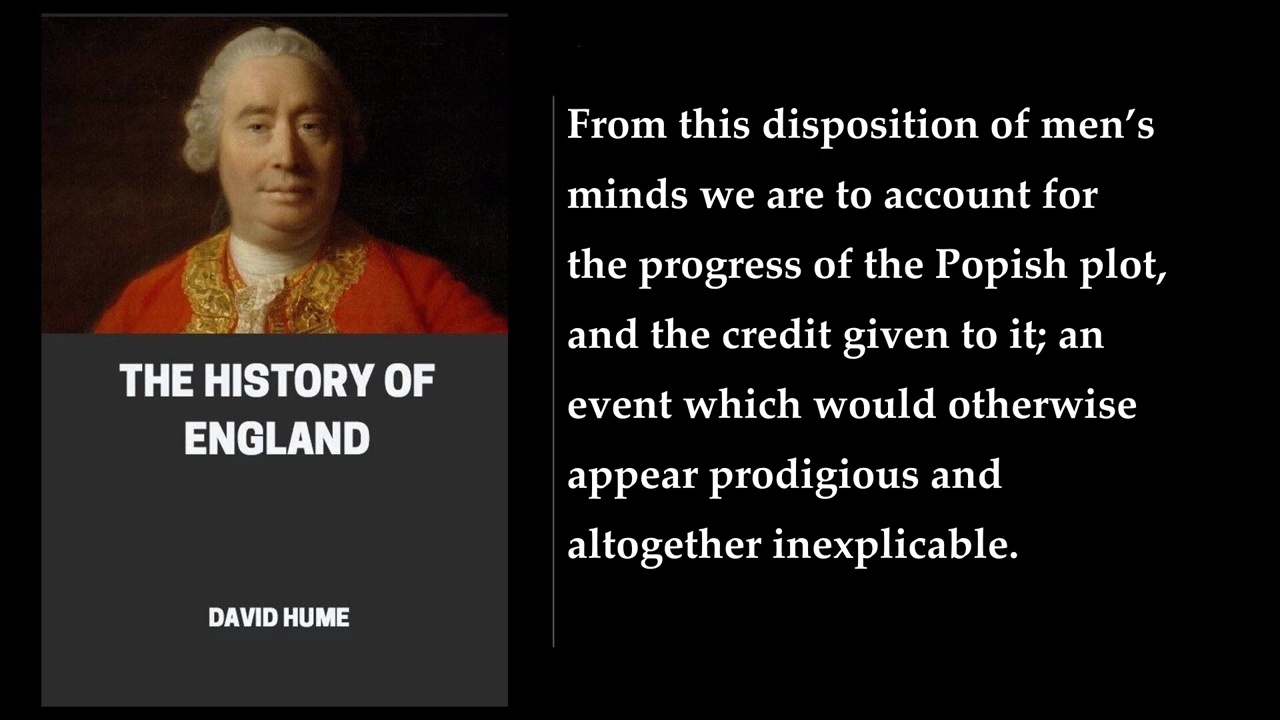 THE HISTORY OF
ENGLAND
DAVID HUME
From this disposition of men’s
minds we are to account for
the progress of the Popish plot,
and the credit given to it; an
event which would otherwise
appear prodigious and
altogether inexplicable.